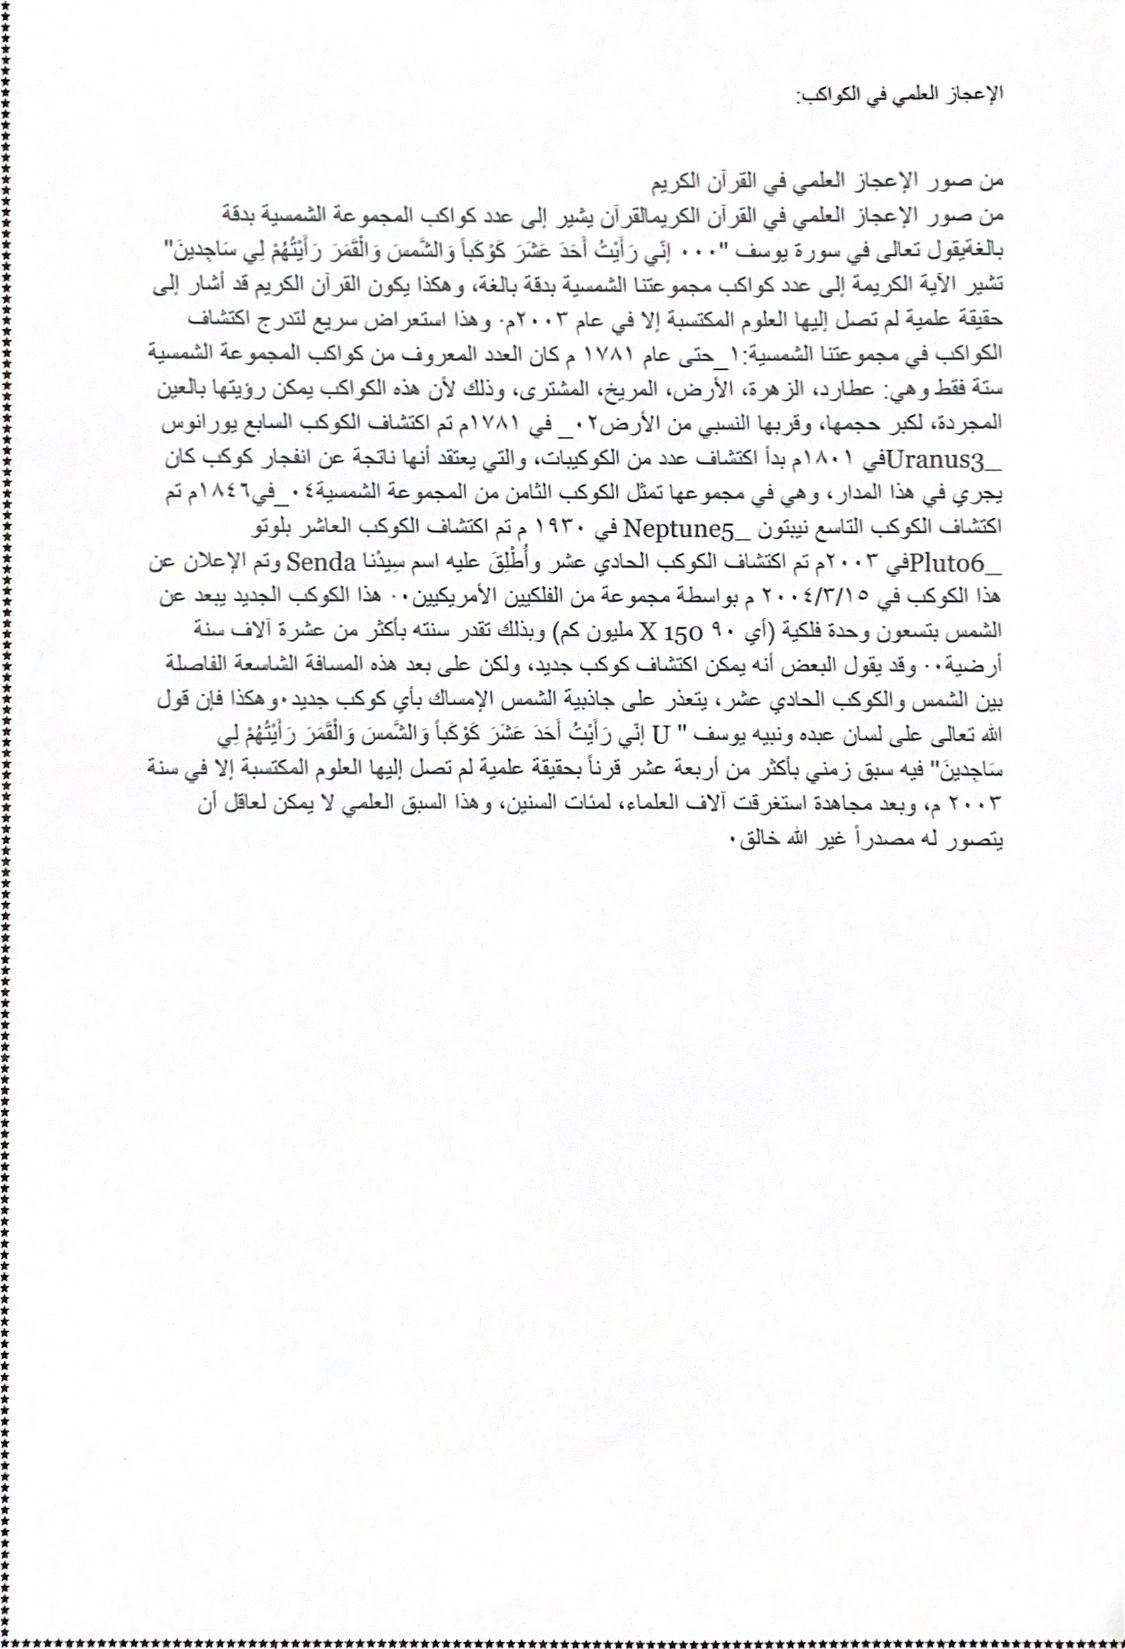 الإعجاز العلمي في الكواكب:
من صور الإعجاز العلمي في القرآن الكريم
من صور الإعجاز العلمي في القرآن الكريمالقرآن يشير إلى عدد كواكب المجموعة الشمسية بدقة
بالغةيقول تعالى في سورة يوسف "٠٠٠ إنّي رَأَيْتُ أَحَدَ عَشَرَ كَوْكَباً وَالشَّمسَ وَالْقَمَرَ رَأَيْتُهُمْ لِي سَاجِدينَ"
تشير الآية الكريمة إلى عدد كواكب مجموعتنا الشمسية بدقة بالغة، وهكذا يكون القرآن الكريم قد أشار إلى
حقيقة علمية لم تصل إليها العلوم المكتسبة إلا في عام ٢٠٠٣م٠ وهذا استعراض سريع لتدرج اكتشاف
الكواكب في مجموعتنا الشمسية:١_حتى عام ١٧٨١ م كان العدد المعروف من كواكب المجموعة الشمسية
ستة فقط وهي: عطارد، الزهرة، الأرض، المريخ، المشترى، وذلك لأن هذه الكواكب يمكن رؤيتها بالعين
المجردة، لكبر حجمها، وقربها النسبي من الأرض٠٢_ في ١٧٨١م تم اكتشاف الكوكب السابع يورانوس
Uranus3_في ١٨٠١م بدأ اكتشاف عدد من الكوكيبات، والتي يعتقد أنها ناتجة عن انفجار كوكب كان
يجري في هذا المدار، وهي في مجموعها تمثل الكوكب الثامن من المجموعة الشمسية٠٤_في١٨٤٦م تم
اكتشاف الكوكب التاسع نيبتون Neptune5_ في ١٩٣٠ م تم اكتشاف الكوكب العاشر بلوتو
Pluto6_في ٢٠٠٣م تم اكتشاف الكوكب الحادي عشر وأُطْلِقَ عليه اسم سِيدْنا Senda وتم الإعلان عن
هذا الكوكب في ٢٠٠٤/٣/١٥ م بواسطة مجموعة من الفلكيين الأمريكيين٠٠ هذا الكوكب الجديد يبعد عن
الشمس بتسعون وحدة فلكية (أي ٩٠ X 150 مليون كم) وبذلك تقدر سنته بأكثر من عشرة آلاف سنة
أرضية٠٠ وقد يقول البعض أنه يمكن اكتشاف كوكب جديد، ولكن على بعد هذه المسافة الشاسعة الفاصلة
بين الشمس والكوكب الحادي عشر، يتعذر على جاذبية الشمس الإمساك بأي كوكب جديد٠وهكذا فإن قول
الله تعالى على لسان عبده ونبيه يوسف " U إنّي رَأَيْتُ أَحَدَ عَشَرَ كَوْكَباً وَالشَّمسَ وَالْقَمَرَ رَأَيْتُهُمْ لِي
سَاجِدينَ" فيه سبق زمني بأكثر من أربعة عشر قرناً بحقيقة علمية لم تصل إليها العلوم المكتسبة إلا في سنة
٢٠٠٣ م، وبعد مجاهدة استغرقت آلاف العلماء، لمئات السنين، وهذا السبق العلمي لا يمكن لعاقل أن
يتصور له مصدراً غير الله خالق٠